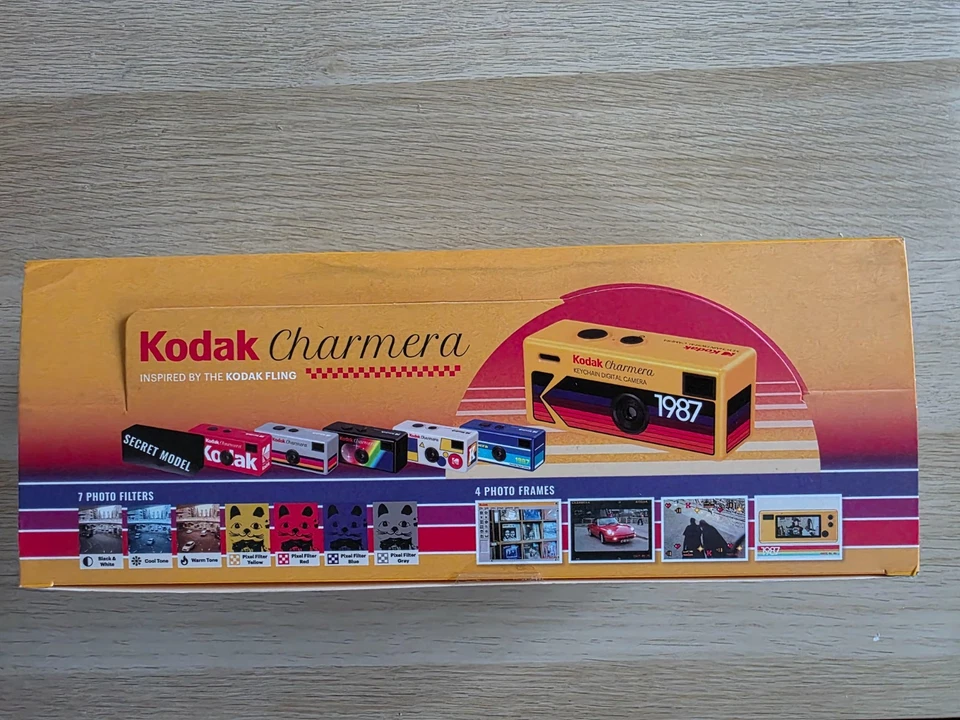 Kodak Charmera
INSPIRED BY THE KODAK FLING
Kodak Charmera
KEYCHAIN DIGITAL CAMERA
1987
Kodak
SECRET MODEL
Kodak
1987
7 PHOTO FILTERS
Black & White
Cool Tone
Warm Tone
Pixel Filter Yellow
Pixel Filter Red
Pixel Filter Blue
Pixel Filter Gray
4 PHOTO FRAMES
1987